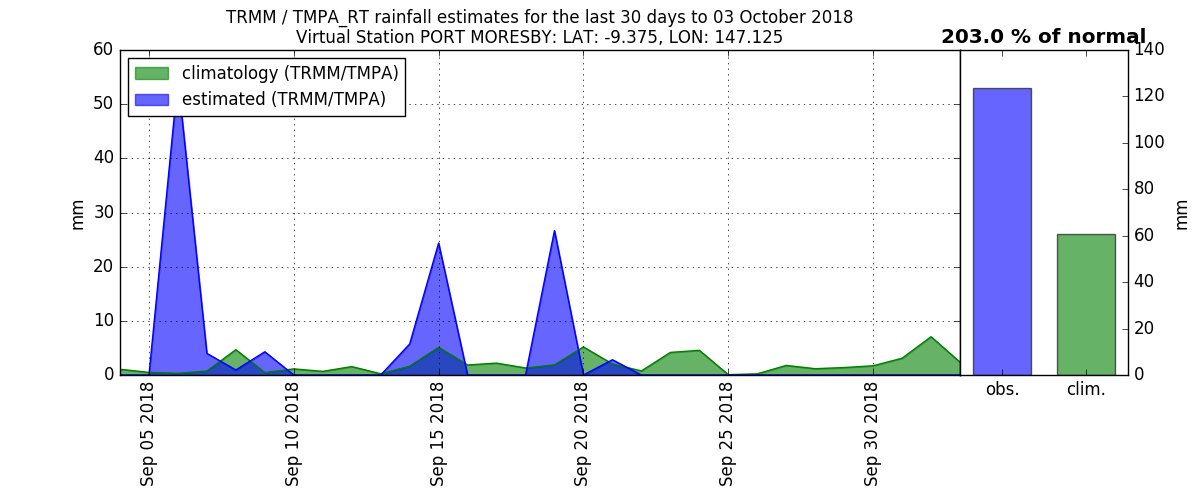 TRMM / TMPA_RT rainfall estimates for the last 30 days to 03 October 2018
Virtual Station PORT MORESBY: LAT: -9.375, LON: 147.125
203.0 % of normal
climatology (TRMM/TMPA)
estimated (TRMM/TMPA)
60
50
40
30
20
10
0
mm
Sep 05 2018
Sep 10 2018
Sep 15 2018
Sep 20 2018
Sep 25 2018
Sep 30 2018
140
120
100
80
60
40
20
0
mm
obs.
clim.